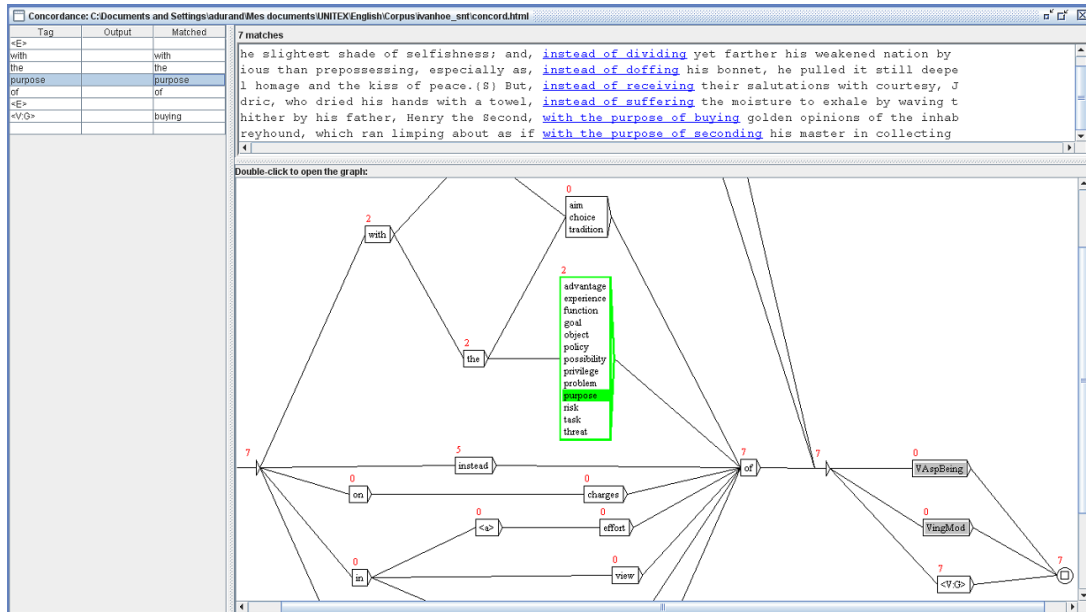 Concordance: C:\Documents and Settings\adurand\Mes documents\UNITEX\English\Corpus\ivanhoe_snt\concord.html
Tag Output Matched
<E>
with with
the the
purpose purpose
of of
<E>
<V:G> buying
7 matches
he slightest shade of selfishness; and, instead of dividing yet farther his weakened nation by
ious than prepossessing, especially as, instead of doffing his bonnet, he pulled it still deepe
l homage and the kiss of peace.{S} But, instead of receiving their salutations with courtesy, J
dric, who dried his hands with a towel, instead of suffering the moisture to exhale by waving t
hither by his father, Henry the Second, with the purpose of buying golden opinions of the inhab
reyhound, which ran limping about as if with the purpose of seconding his master in collecting
Double-click to open the graph:
0
aim
choice
tradition
2
with
2
advantage
experience
function
goal
object
policy
possibility
privilege
problem
purpose
risk
task
threat
2
the
7
5
instead
7
of
7
0
VAspBeing
0
on
0
charges
0
<a>
0
effort
0
VingMod
0
in
0
view
7
<V:G>
7